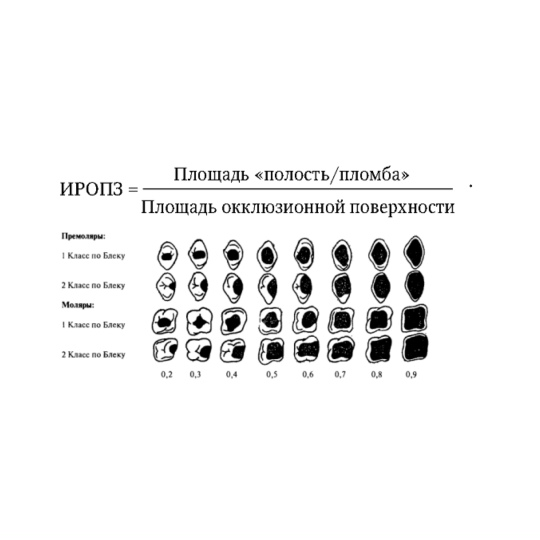 Площадь «полость/пломба»
ИРОПЗ =
Площадь окклюзионной поверхности
.
Премоляры:
1 Класс по Блеку
2 Класс по Блеку
Моляры:
1 Класс по Блеку
2 Класс по Блеку
0,2 0,3 0,4 0,5 0,6 0,7 0,8 0,9